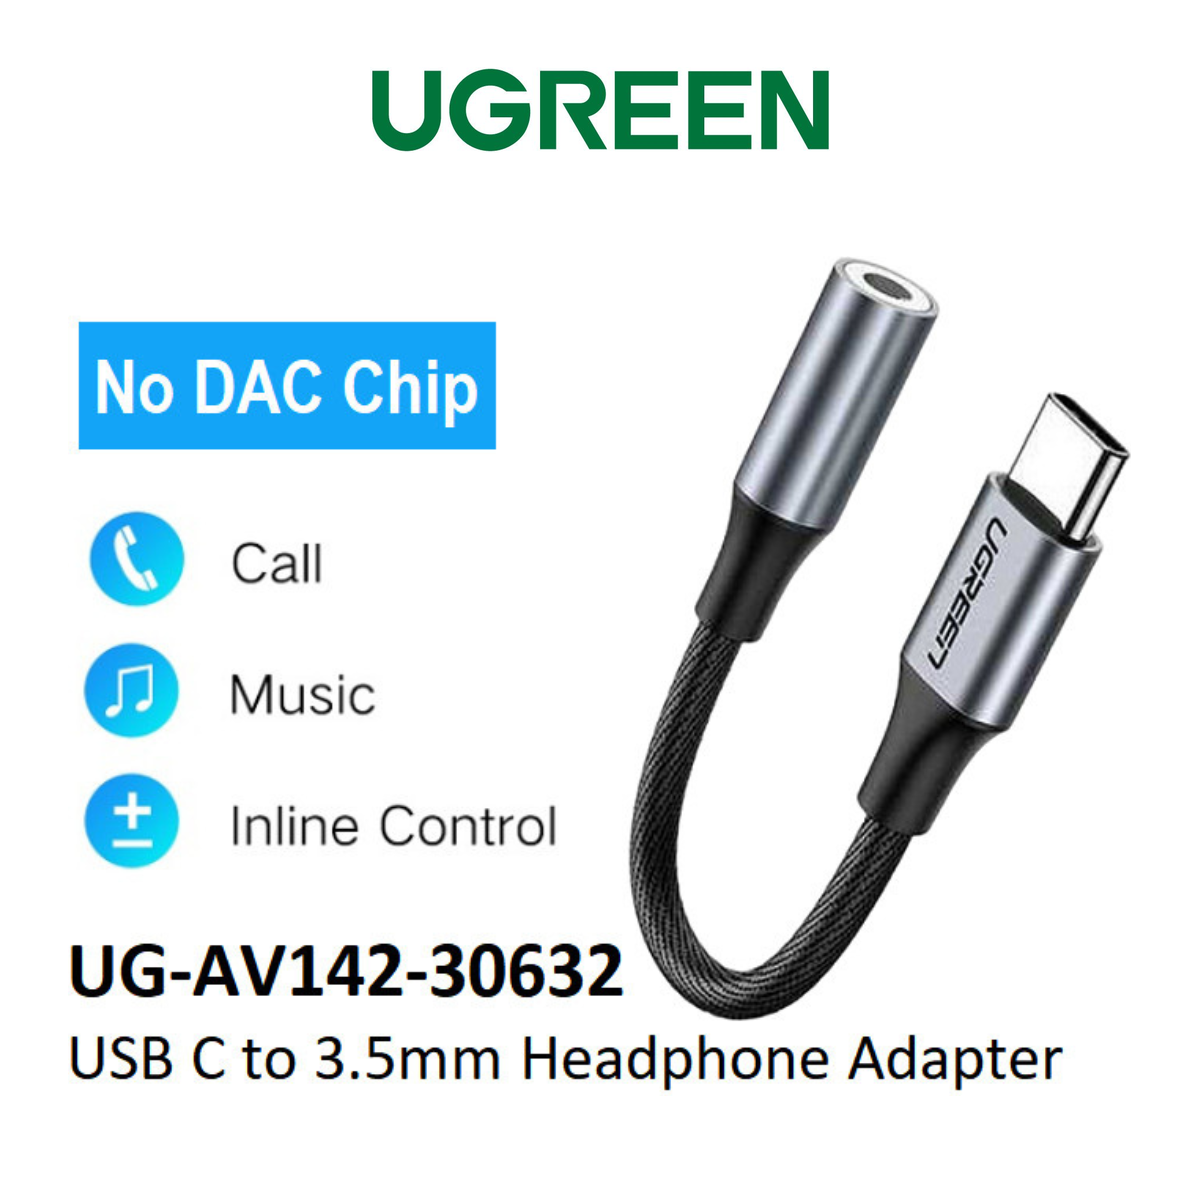 UGREEN
No DAC Chip
Call
Music
Inline Control
UGREEN
UG-AV142-30632
USB C to 3.5mm Headphone Adapter